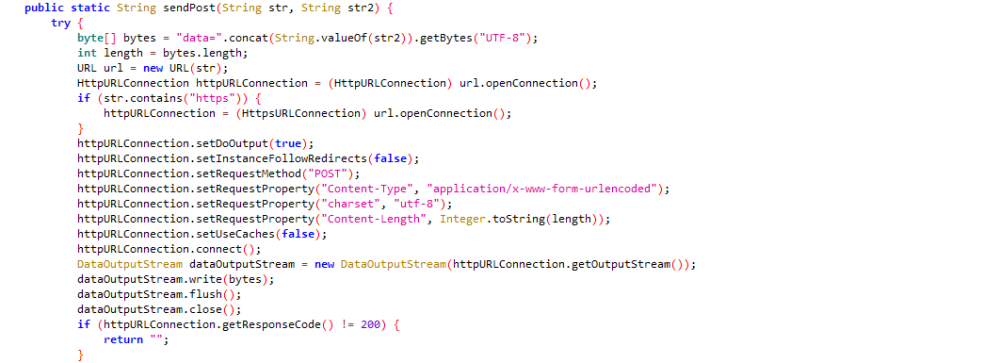 public static String sendPost(String str, String str2) {
try {
byte[] bytes = "data=".concat(String.valueOf(str2)).getBytes("UTF-8");
int length = bytes.length;
URL url = new URL(str);
HttpURLConnection httpURLConnection = (HttpURLConnection) url.openConnection();
if (str.contains("https")) {
httpURLConnection = (HttpsURLConnection) url.openConnection();
}
httpURLConnection.setDoOutput(true);
httpURLConnection.setInstanceFollowRedirects(false);
httpURLConnection.setRequestMethod("POST");
httpURLConnection.setRequestProperty("Content-Type", "application/x-www-form-urlencoded");
httpURLConnection.setRequestProperty("charset", "utf-8");
httpURLConnection.setRequestProperty("Content-Length", Integer.toString(length));
httpURLConnection.setUseCaches(false);
httpURLConnection.connect();
DataOutputStream dataOutputStream = new DataOutputStream(httpURLConnection.getOutputStream());
dataOutputStream.write(bytes);
dataOutputStream.flush();
dataOutputStream.close();
if (httpURLConnection.getResponseCode() != 200) {
return "";
}